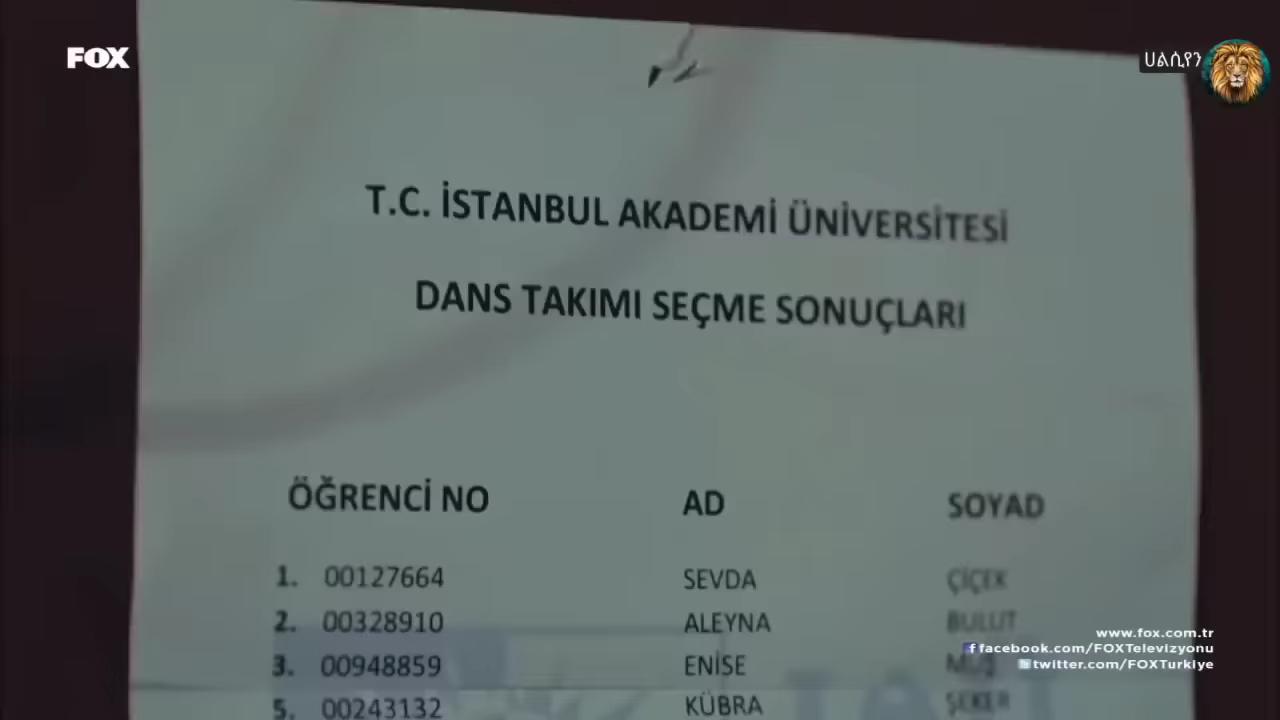 FOX
ሀልሲየን
T.C. İSTANBUL AKADEMİ ÜNİVERSİTESİ
DANS TAKIMI SEÇME SONUÇLARI
ÖĞRENCİ NO AD SOYAD
1. 00127664 SEVDA ÇİÇEK
2. 00328910 ALEYNA BULUT
3. 00948859 ENİSE
5. 00243132 KÜBRA ŞEKER
www.fox.com.tr
facebook.com/FOXTelevizyonu
twitter.com/FOXTurkiye